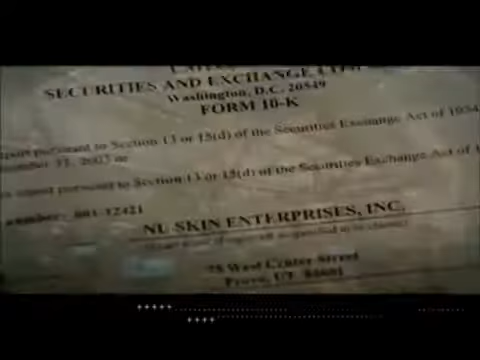 SECURITIES AND EXCHANGE
Washington, D.C. 20549
FORM 10-K
pursuant to Section 13 or 15(d) of the Securities Exchange Act of 1934
31, 2003 or
report pursuant to Section 13 or 15(d) of the Securities Exchange Act of
number: 001-12421
NU SKIN ENTERPRISES, INC.
75 West Center Street
Provo, UT 84601